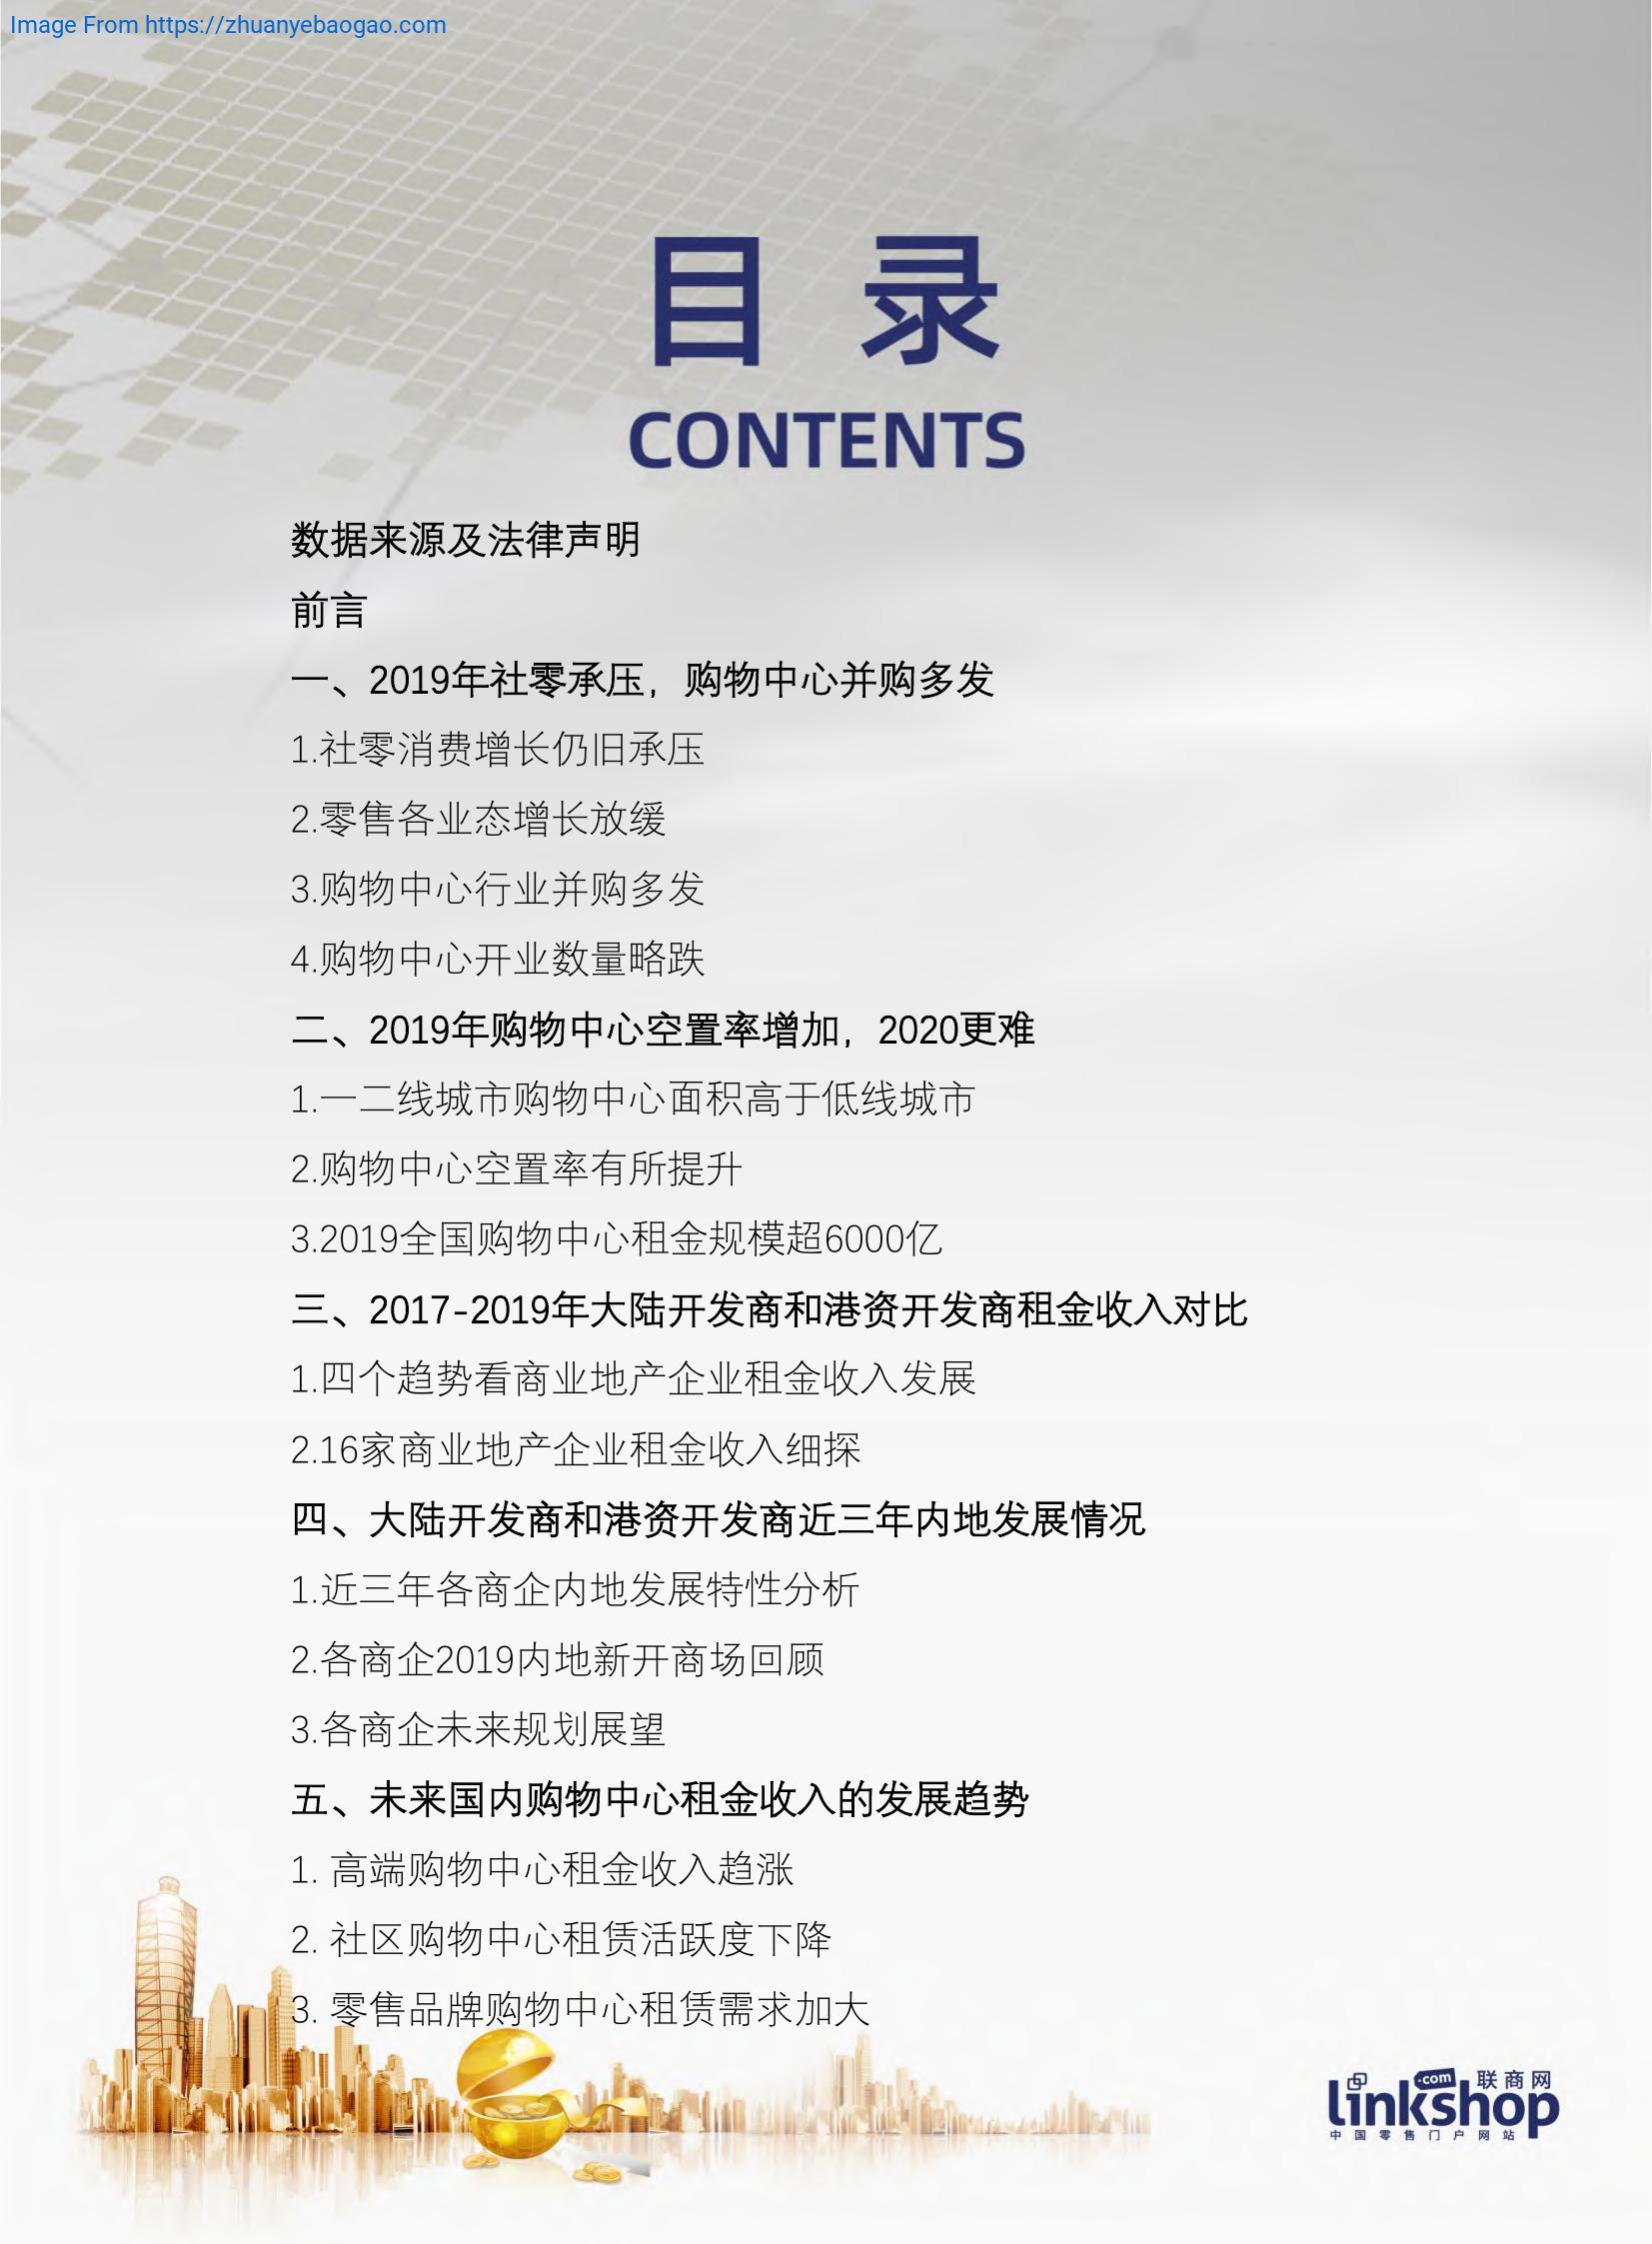 Image From https://zhuanyebaogao.com
目 录
CONTENTS
数据来源及法律声明
前言
一、2019年社零承压，购物中心并购多发
1.社零消费增长仍旧承压
2.零售各业态增长放缓
3.购物中心行业并购多发
4.购物中心开业数量略跌
二、2019年购物中心空置率增加，2020更难
1.一二线城市购物中心面积高于低线城市
2.购物中心空置率有所提升
3.2019全国购物中心租金规模超6000亿
三、2017-2019年大陆开发商和港资开发商租金收入对比
1.四个趋势看商业地产企业租金收入发展
2.16家商业地产企业租金收入细探
四、大陆开发商和港资开发商近三年内地发展情况
1.近三年各商企内地发展特性分析
2.各商企2019内地新开商场回顾
3.各商企未来规划展望
五、未来国内购物中心租金收入的发展趋势
1. 高端购物中心租金收入趋涨
2. 社区购物中心租赁活跃度下降
3. 零售品牌购物中心租赁需求加大
.com 联商网
linkshop
中国零售门户网站